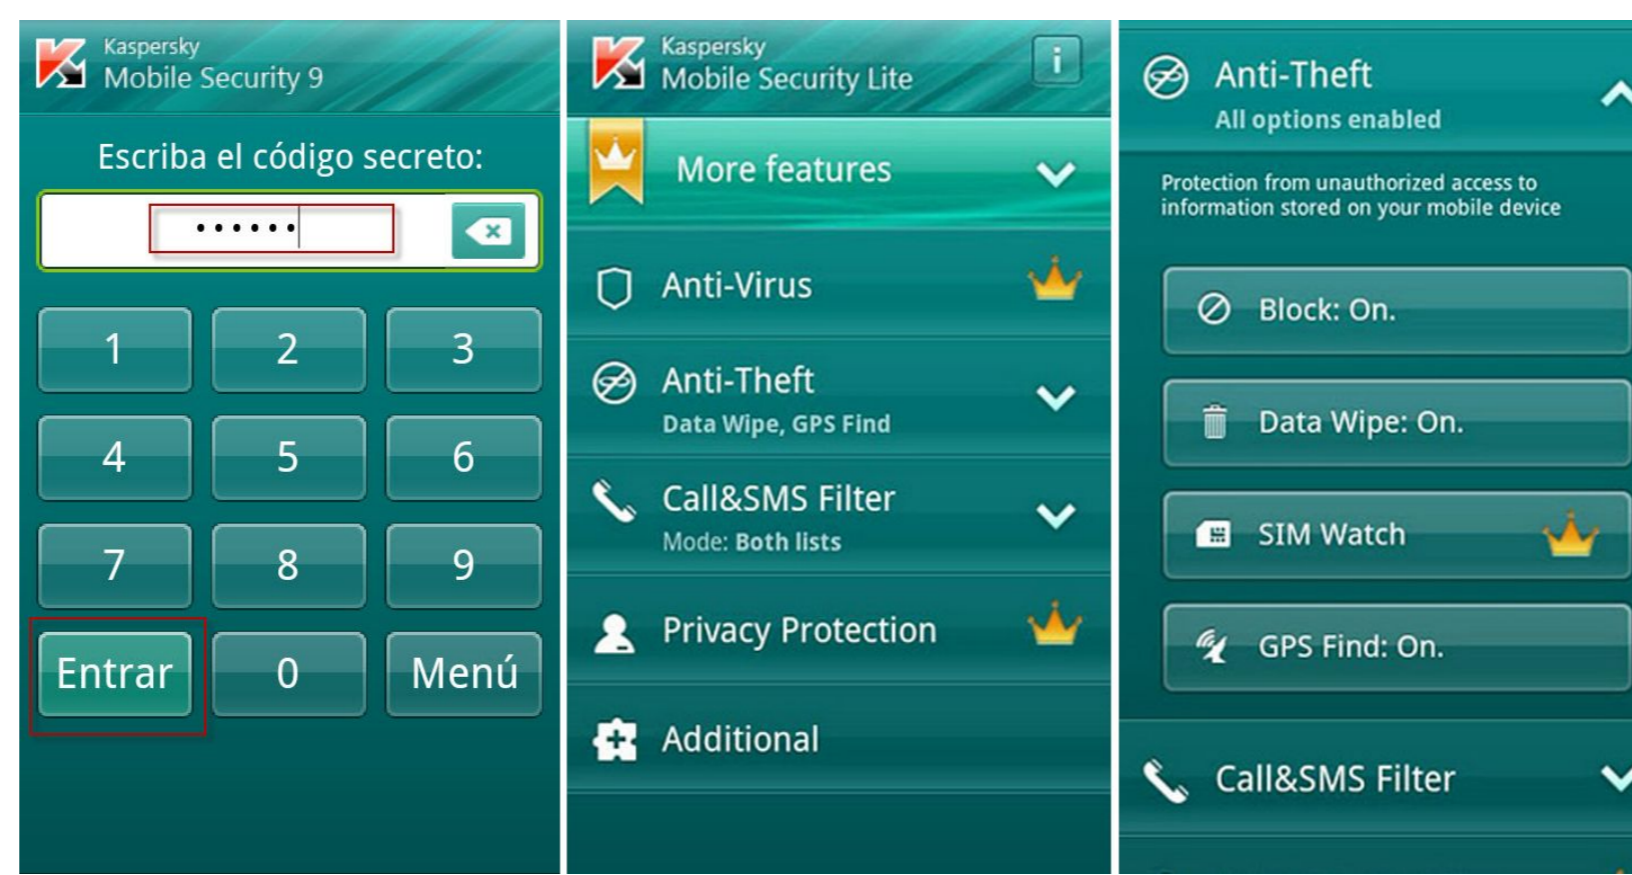 Kaspersky
Mobile Security 9
Escriba el código secreto:
••••••
1 2 3
4 5 6
7 8 9
Entrar 0 Menú
Kaspersky
Mobile Security Lite
i
More features
Anti-Virus
Anti-Theft
Data Wipe, GPS Find
Call&SMS Filter
Mode: Both lists
Privacy Protection
Additional
Anti-Theft
All options enabled
Protection from unauthorized access to
information stored on your mobile device
Block: On.
Data Wipe: On.
SIM Watch
GPS Find: On.
Call&SMS Filter